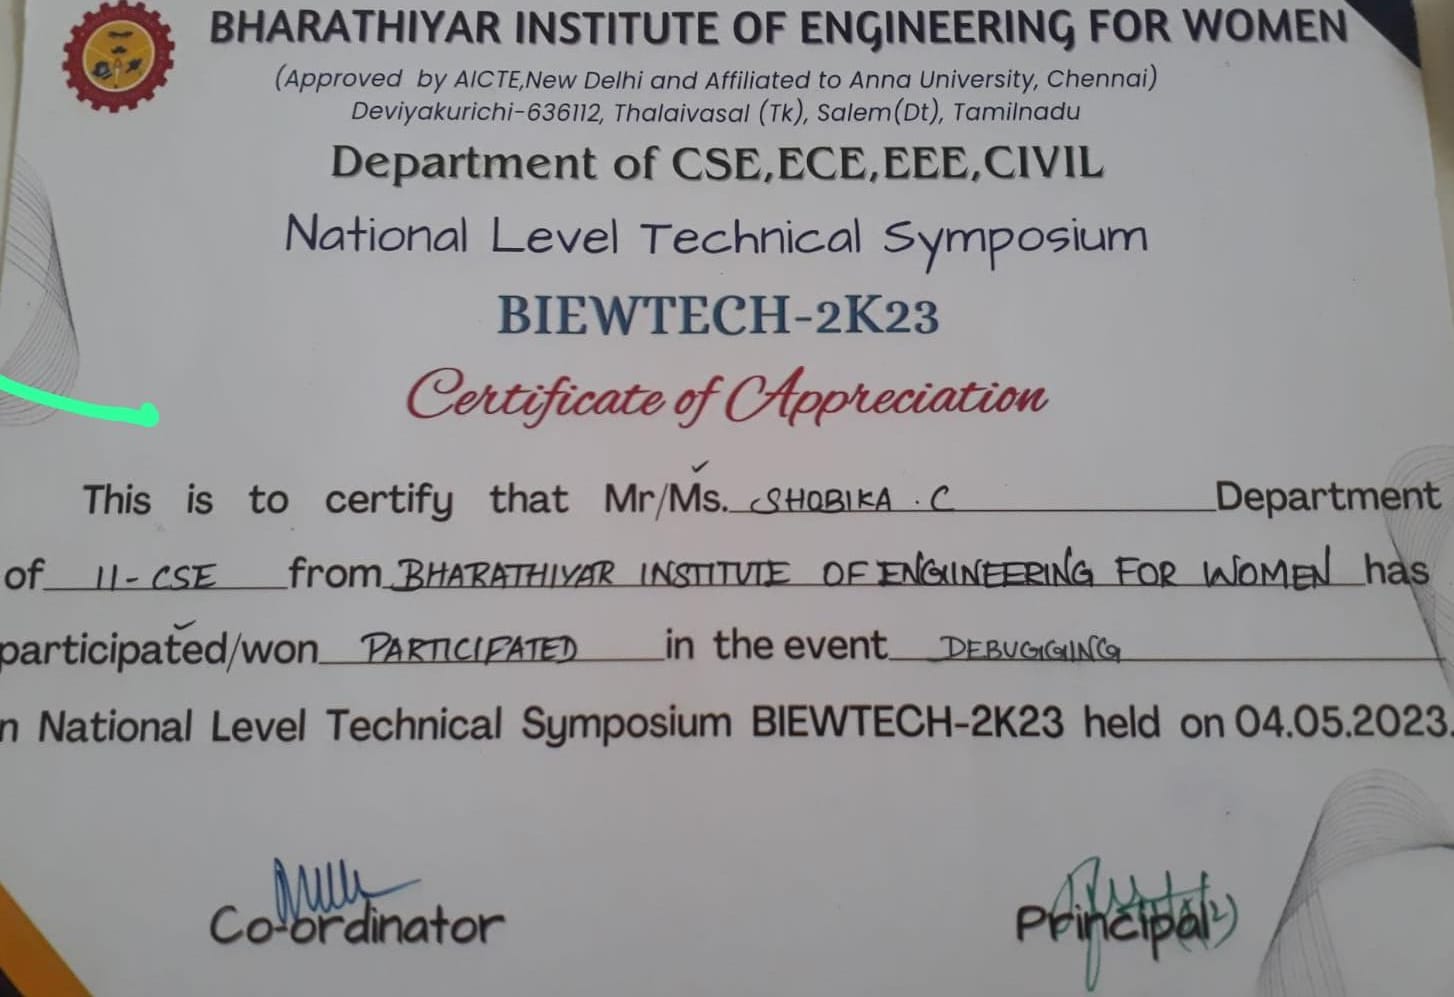 BHARATHIYAR INSTITUTE OF ENGINEERING FOR WOMEN
(Approved by AICTE,New Delhi and Affiliated to Anna University, Chennai)
Deviyakurichi-636112, Thalaivasal (Tk), Salem(Dt), Tamilnadu
Department of CSE,ECE,EEE,CIVIL
National Level Technical Symposium
BIEWTECH-2K23
Certificate of Appreciation
This is to certify that Mr/Ms. SHOBIKA . C Department
of II - CSE from BHARATHIYAR INSTITUTE OF ENGINEERING FOR WOMEN has
participated/won PARTICIPATED in the event DEBUGGING
n National Level Technical Symposium BIEWTECH-2K23 held on 04.05.2023.
Co-ordinator Principal